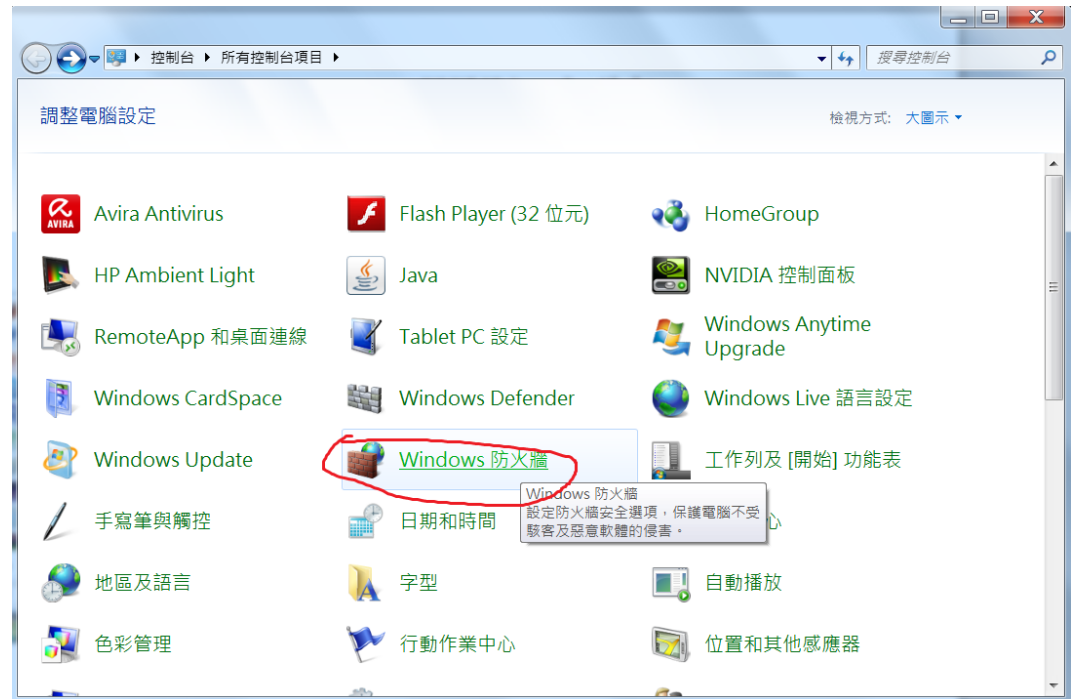 控制台 所有控制台項目
搜尋控制台
調整電腦設定
檢視方式: 大圖示
AVIRA
Avira Antivirus
Flash Player (32 位元)
HomeGroup
HP Ambient Light
Java
NVIDIA 控制面板
RemoteApp 和桌面連線
Tablet PC 設定
Windows Anytime
Upgrade
Windows CardSpace
Windows Defender
Windows Live 語言設定
Windows Update
Windows 防火牆
工作列及 [開始] 功能表
Windows 防火牆
設定防火牆安全選項，保護電腦不受
駭客及惡意軟體的侵害。
手寫筆與觸控
日期和時間
心
地區及語言
字型
自動播放
色彩管理
行動作業中心
位置和其他感應器